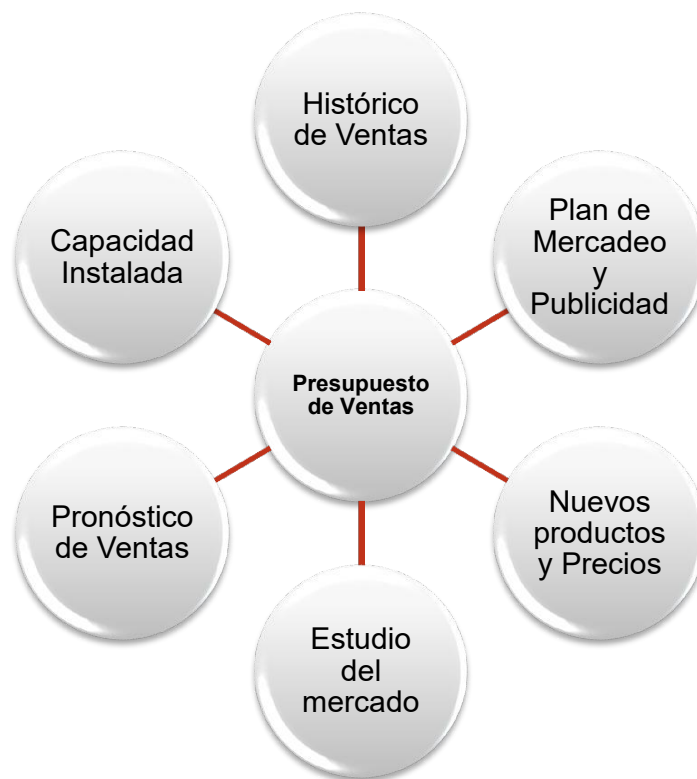 Histórico
de Ventas
Plan de
Mercadeo
y
Publicidad
Nuevos
productos
y Precios
Estudio
del
mercado
Pronóstico
de Ventas
Capacidad
Instalada
Presupuesto
de Ventas